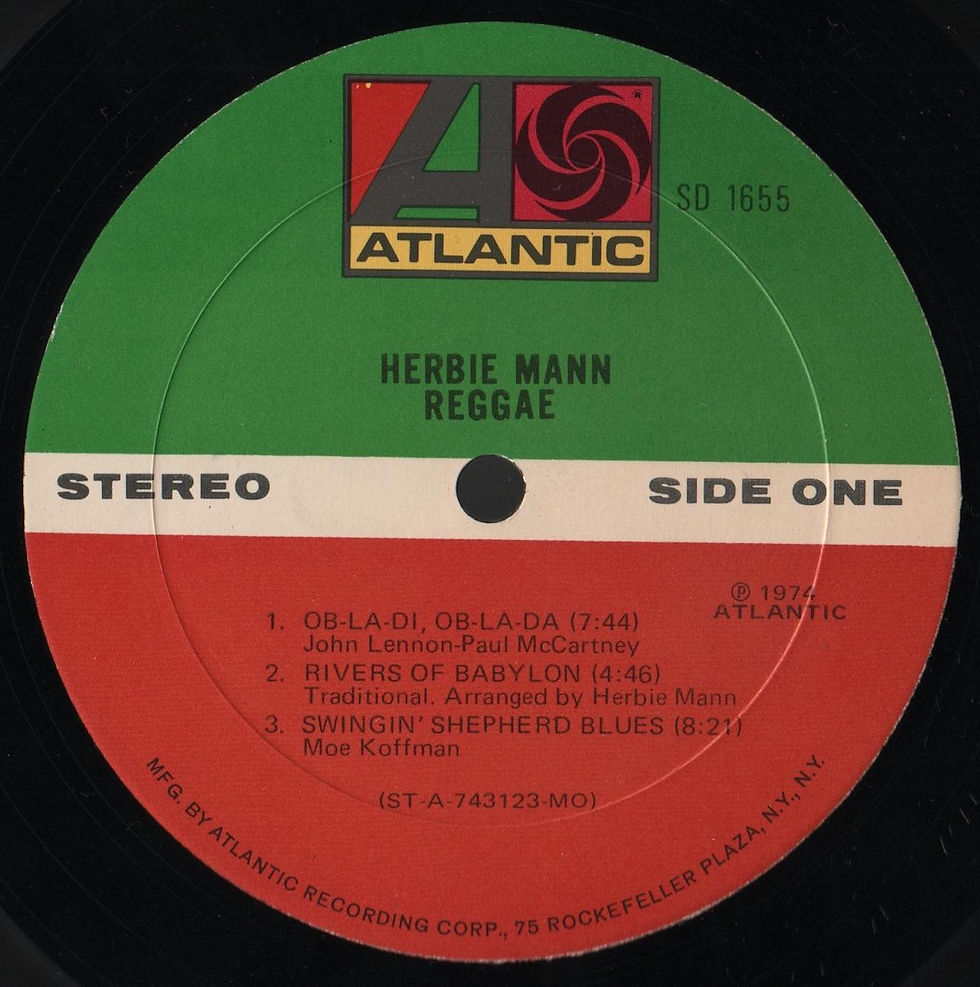 ATLANTIC
SD 1655
HERBIE MANN
REGGAE
STEREO
SIDE ONE
℗ 1974
ATLANTIC
1. OB-LA-DI, OB-LA-DA (7:44)
John Lennon-Paul McCartney
2. RIVERS OF BABYLON (4:46)
Traditional. Arranged by Herbie Mann
3. SWINGIN' SHEPHERD BLUES (8:21)
Moe Koffman
(ST-A-743123-MO)
MFG. BY ATLANTIC RECORDING CORP., 75 ROCKEFELLER PLAZA, N.Y., N.Y.